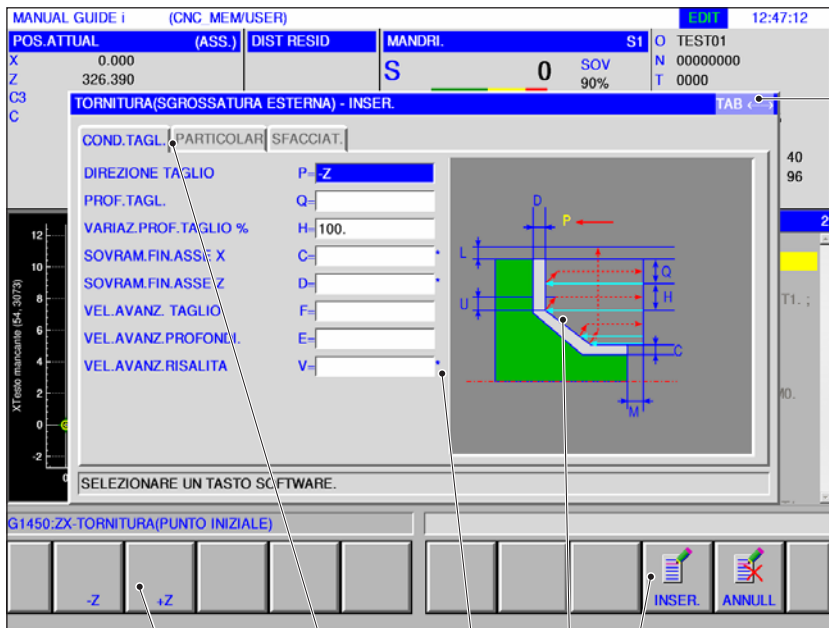 MANUAL GUIDE i (CNC_MEM/USER) EDIT 12:47:12
POS.ATTUAL (ASS.) DIST RESID MANDRI. S1 O TEST01
X 0.000 N 00000000
Z 326.390 S 0 SOV 90% T 0000
C3
C
TORNITURA(SGROSSATURA ESTERNA) - INSER. TAB
COND.TAGL. PARTICOLAR SFACCIAT.
DIREZIONE TAGLIO P= -Z
PROF.TAGL. Q=
VARIAZ.PROF.TAGLIO % H= 100.
SOVRAM.FIN.ASSE X C= *
SOVRAM.FIN.ASSE Z D= *
VEL.AVANZ. TAGLIO F=
VEL.AVANZ.PROFONDI. E=
VEL.AVANZ.RISALITA V= *
D
P
L
Q
U
H
C
M
40
96
2
T1. ;
M0.
XTesto mancante (54, 3073)
12
10
8
6
4
2
0
-2
0
SELEZIONARE UN TASTO SOFTWARE.
G1450:ZX-TORNITURA(PUNTO INIZIALE)
-Z +Z INSER. ANNULL